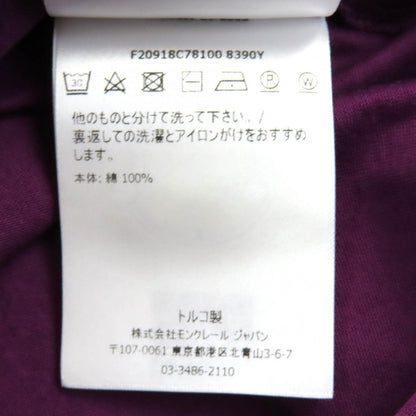 F20918C78100 8390Y
30
P
W
他のものと分けて洗って下さい。/
裏返しての洗濯とアイロンがけをおすすめ
します。
本体: 綿 100%
トルコ製
株式会社モンクレール ジャパン
〒107-0061 東京都港区北青山3-6-7
03-3486-2110